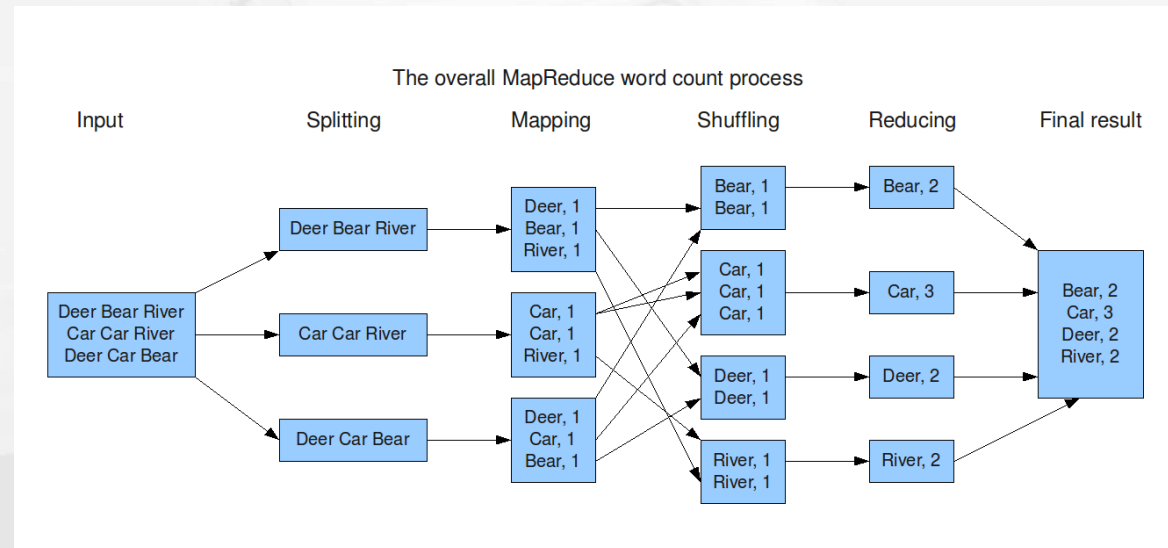 The overall MapReduce word count process
Input
Splitting
Mapping
Shuffling
Reducing
Final result
Deer Bear River
Car Car River
Deer Car Bear
Deer Bear River
Car Car River
Deer Car Bear
Deer, 1
Bear, 1
River, 1
Car, 1
Car, 1
River, 1
Deer, 1
Car, 1
Bear, 1
Bear, 1
Bear, 1
Car, 1
Car, 1
Car, 1
Deer, 1
Deer, 1
River, 1
River, 1
Bear, 2
Car, 3
Deer, 2
River, 2
Bear, 2
Car, 3
Deer, 2
River, 2